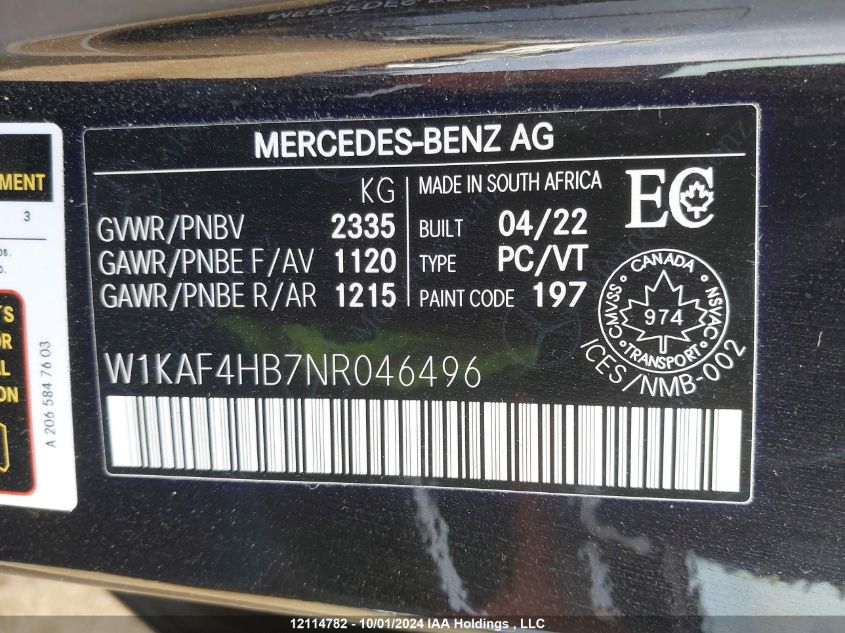 MERCEDES-BENZ AG
KG
GVWR/PNBV 2335
GAWR/PNBE F/AV 1120
GAWR/PNBE R/AR 1215
MADE IN SOUTH AFRICA
BUILT 04/22
TYPE PC/VT
PAINT CODE 197
EC
CANADA
CMVSS 974 NSVAC
TRANSPORT
ICES/NMB-002
W1KAF4HB7NR046496
MENT
3
A 206 584 76 03
12114782 - 10/01/2024 IAA Holdings , LLC